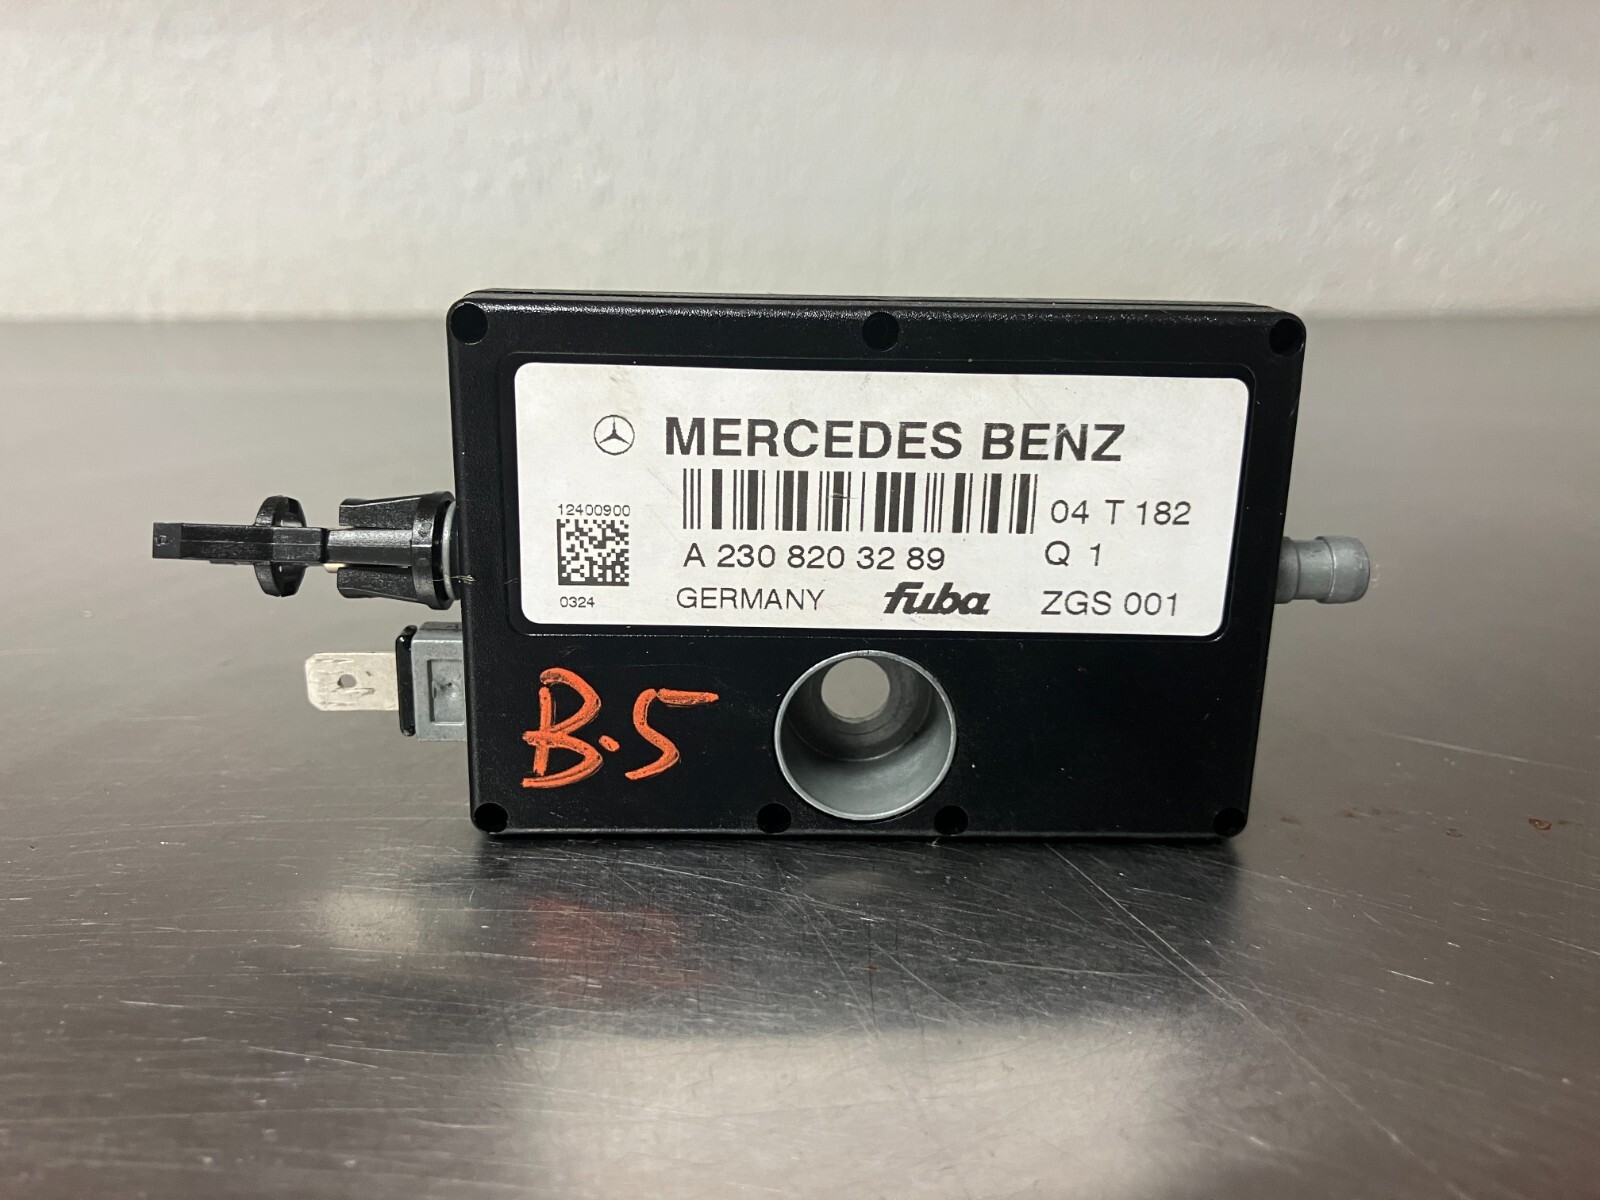 MERCEDES BENZ
12400900
04 T 182
A 230 820 32 89
Q 1
0324
GERMANY
fuba
ZGS 001
B.5